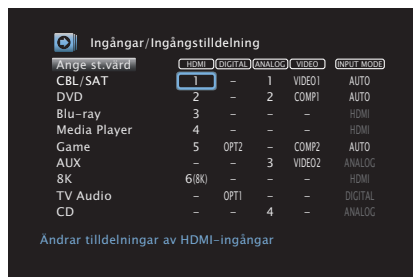 Ingångar/Ingångstilldelning
Ange st.värd HDMI DIGITAL ANALOG VIDEO INPUT MODE
CBL/SAT 1 – 1 VIDEO1 AUTO
DVD 2 – 2 COMP1 AUTO
Blu-ray 3 – – – HDMI
Media Player 4 – – – HDMI
Game 5 OPT2 – COMP2 AUTO
AUX – – 3 VIDEO2 ANALOG
8K 6(8K) – – – HDMI
TV Audio – OPT1 – – DIGITAL
CD – – 4 – ANALOG
Ändrar tilldelningar av HDMI-ingångar